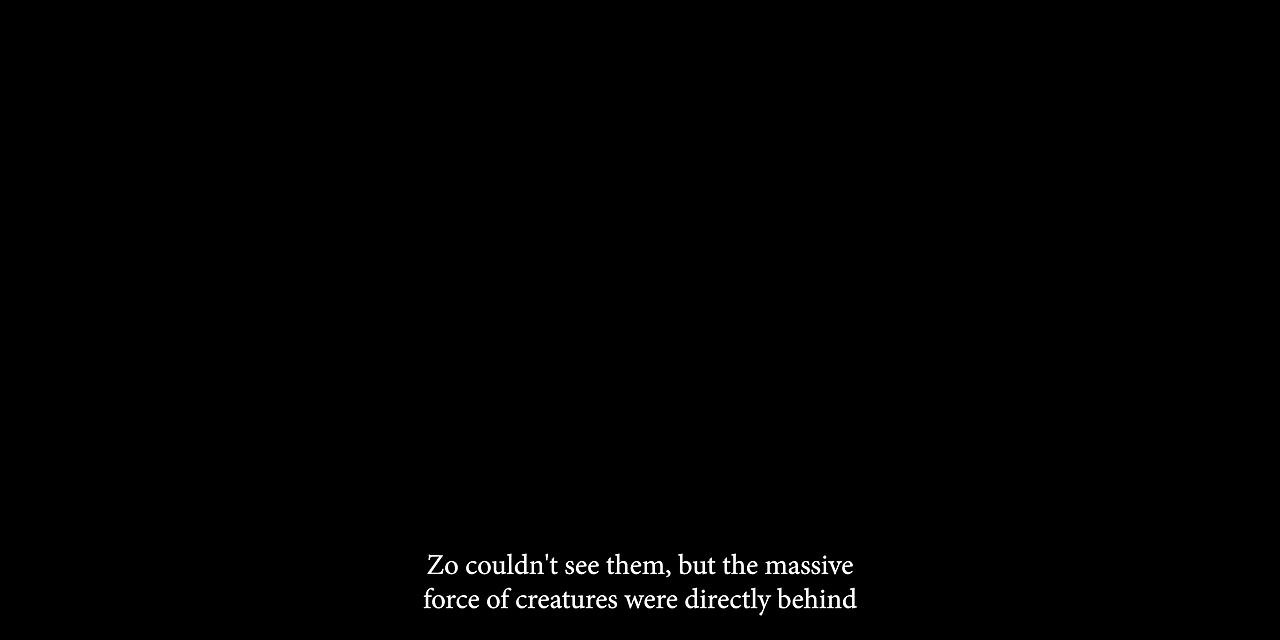 Zo couldn't see them, but the massive
force of creatures were directly behind